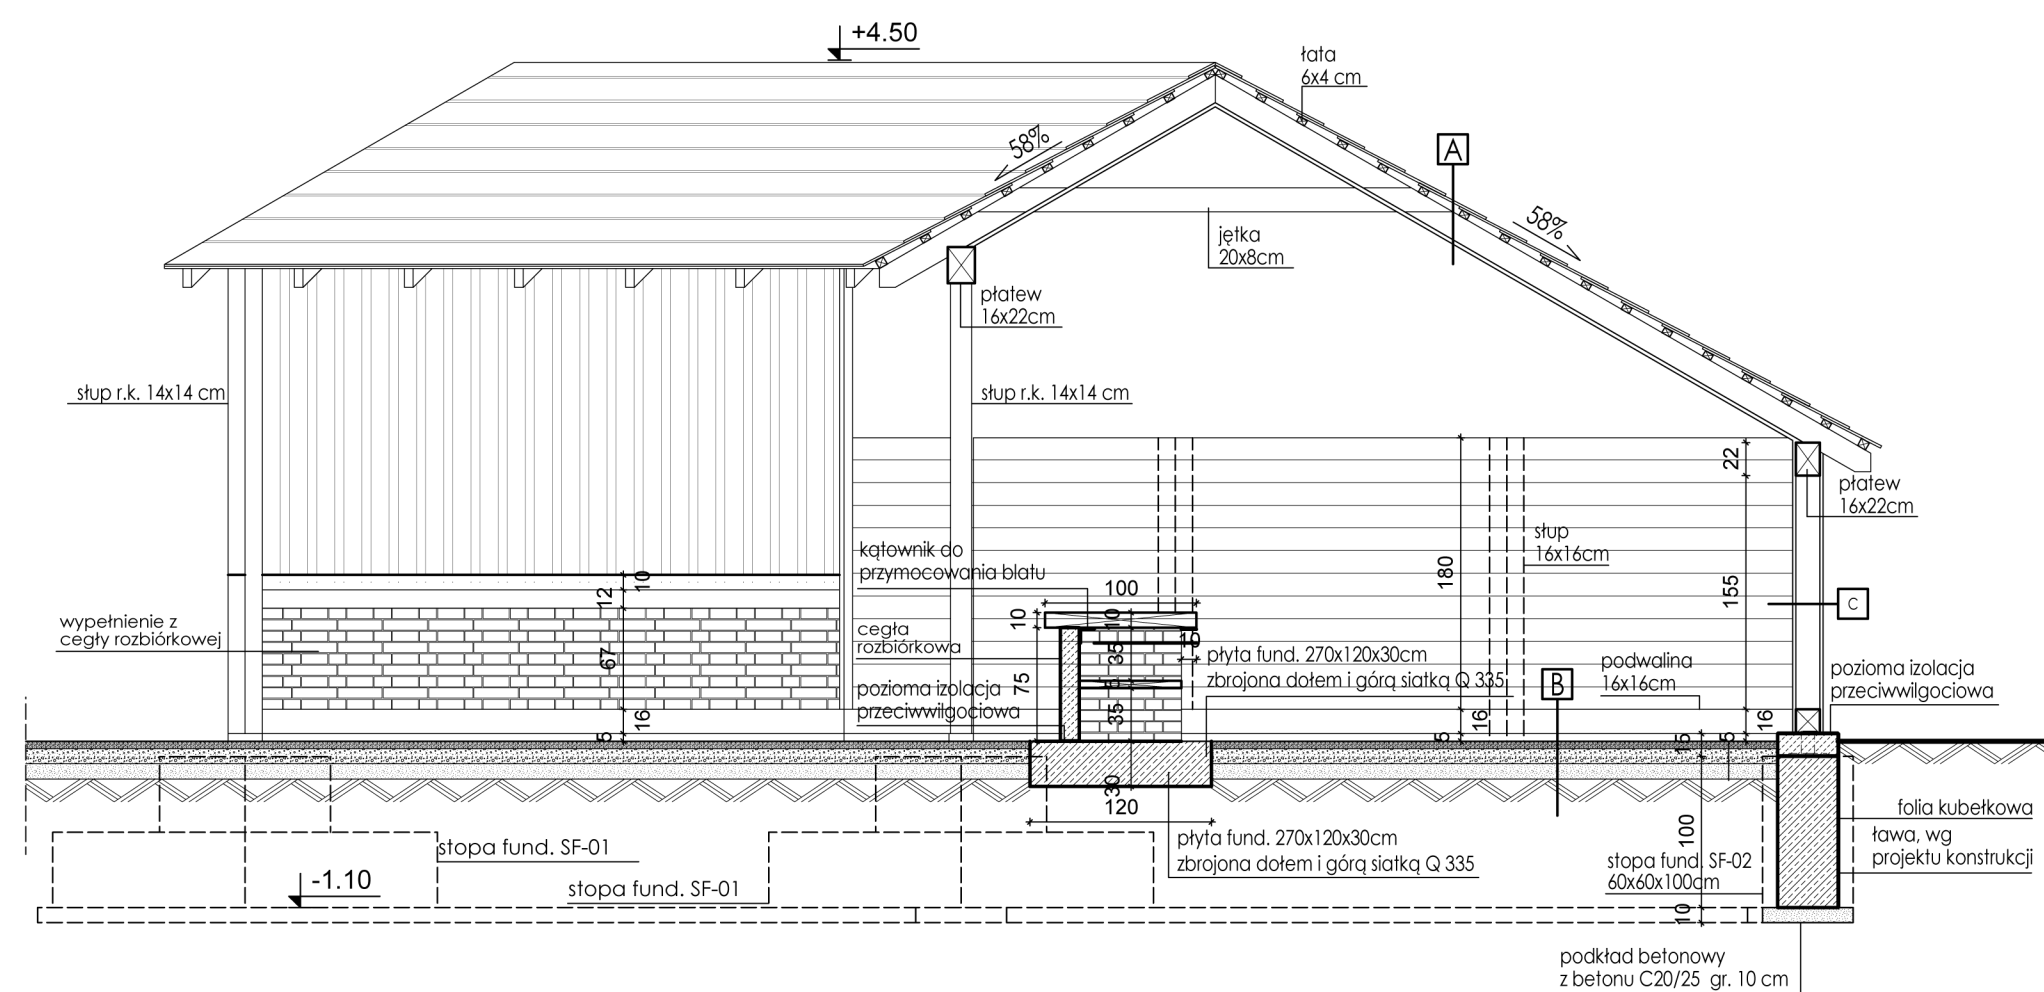 +4.50
łata
6x4 cm
58%
A
58%
jętka
20x8cm
płatew
16x22cm
słup r.k. 14x14 cm
słup r.k. 14x14 cm
22
płatew
16x22cm
słup
16x16cm
kątownik do
przymocowania blatu
180
155
C
100
10
12
10
10
10
wypełnienie z
cegły rozbiórkowej
67
cegła
rozbiórkowa
35
75
5
35
płyta fund. 270x120x30cm
zbrojona dołem i górą siatką Q 335
B
podwalina
16x16cm
pozioma izolacja
przeciwwilgociowa
pozioma izolacja
przeciwwilgociowa
16
5
16
5
16
15
5
30
120
100
folia kubełkowa
ława, wg
projektu konstrukcji
stopa fund. SF-01
płyta fund. 270x120x30cm
zbrojona dołem i górą siatką Q 335
stopa fund. SF-02
60x60x100cm
-1.10
stopa fund. SF-01
10
podkład betonowy
z betonu C20/25 gr. 10 cm